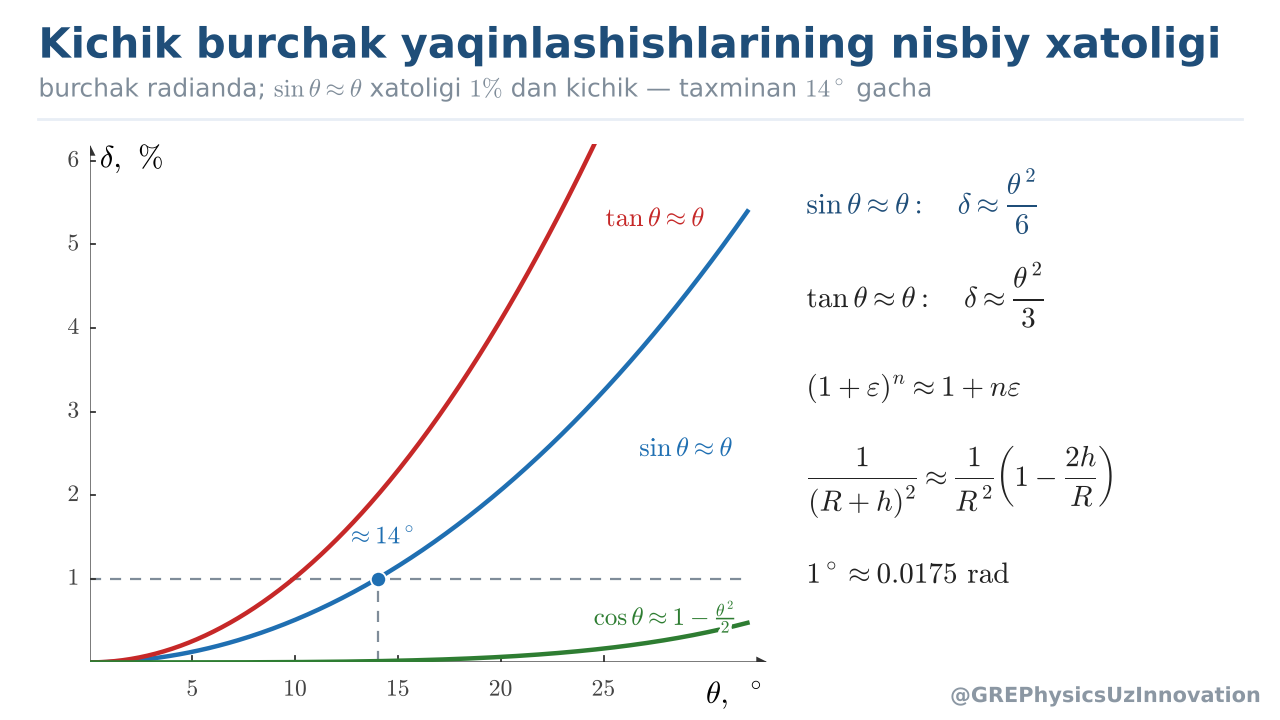 Kichik burchak yaqinlashishlarining nisbiy xatoligi
burchak radianda; sin θ ≈ θ xatoligi 1% dan kichik — taxminan 14° gacha
δ, %
6
5
4
3
2
1
tan θ ≈ θ
sin θ ≈ θ
≈ 14°
cos θ ≈ 1 − θ²/2
5 10 15 20 25
θ, °
sin θ ≈ θ : δ ≈ θ²/6
tan θ ≈ θ : δ ≈ θ²/3
(1 + ε)ⁿ ≈ 1 + nε
1/(R + h)² ≈ 1/R² (1 − 2h/R)
1° ≈ 0.0175 rad
@GREPhysicsUzInnovation